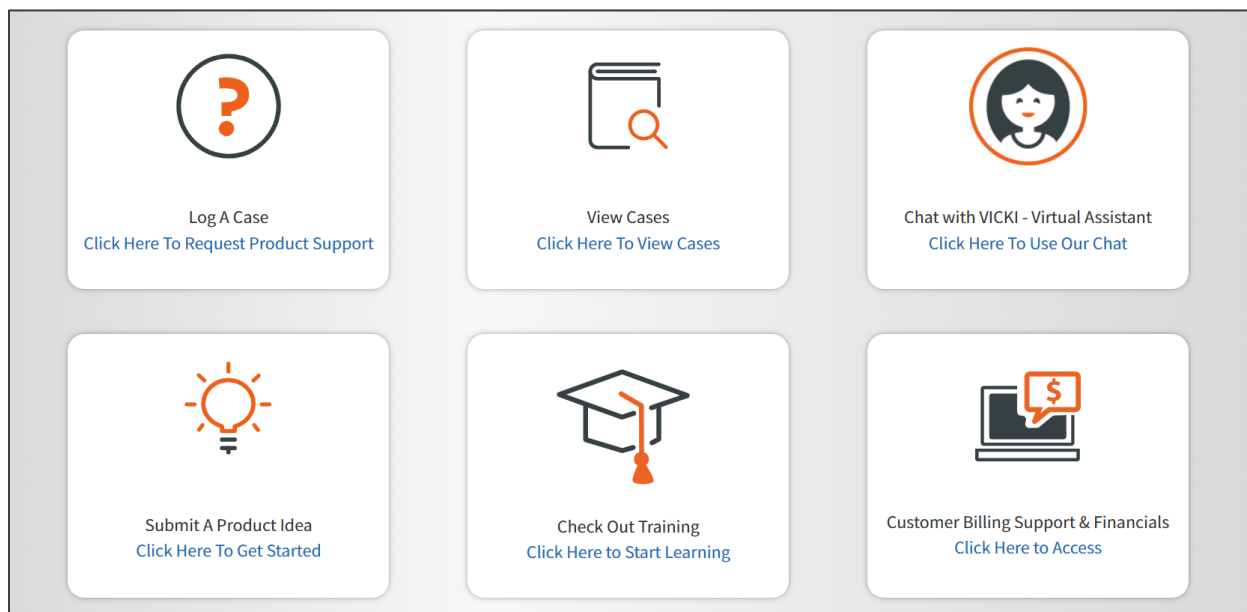 ?
Log A Case
Click Here To Request Product Support
View Cases
Click Here To View Cases
Chat with VICKI - Virtual Assistant
Click Here To Use Our Chat
Submit A Product Idea
Click Here To Get Started
Check Out Training
Click Here to Start Learning
$
Customer Billing Support & Financials
Click Here to Access